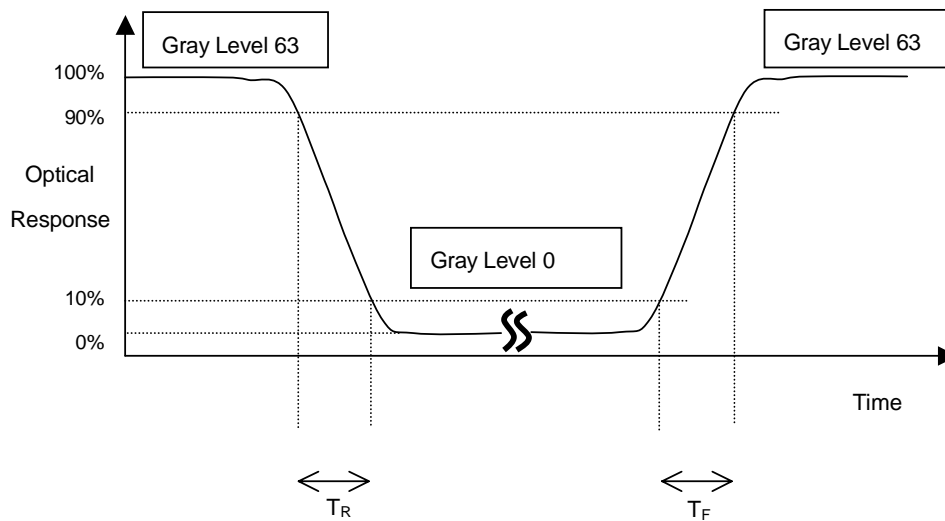 Gray Level 63
Gray Level 63
100%
90%
Optical
Response
Gray Level 0
10%
0%
Time
TR
TF